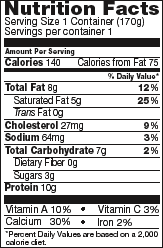 Nutrition Facts
Serving Size 1 Container (170g)
Servings per container 1
Amount Per Serving
Calories 140 Calories from Fat 75
% Daily Value*
Total Fat 8g 12%
Saturated Fat 5g 25%
Trans Fat 0g
Cholesterol 27mg 9%
Sodium 64mg 3%
Total Carbohydrate 7g 2%
Dietary Fiber 0g
Sugars 3g
Protein 10g
Vitamin A 10% • Vitamin C 3%
Calcium 30% • Iron 2%
*Percent Daily Values are based on a 2,000
calorie diet.